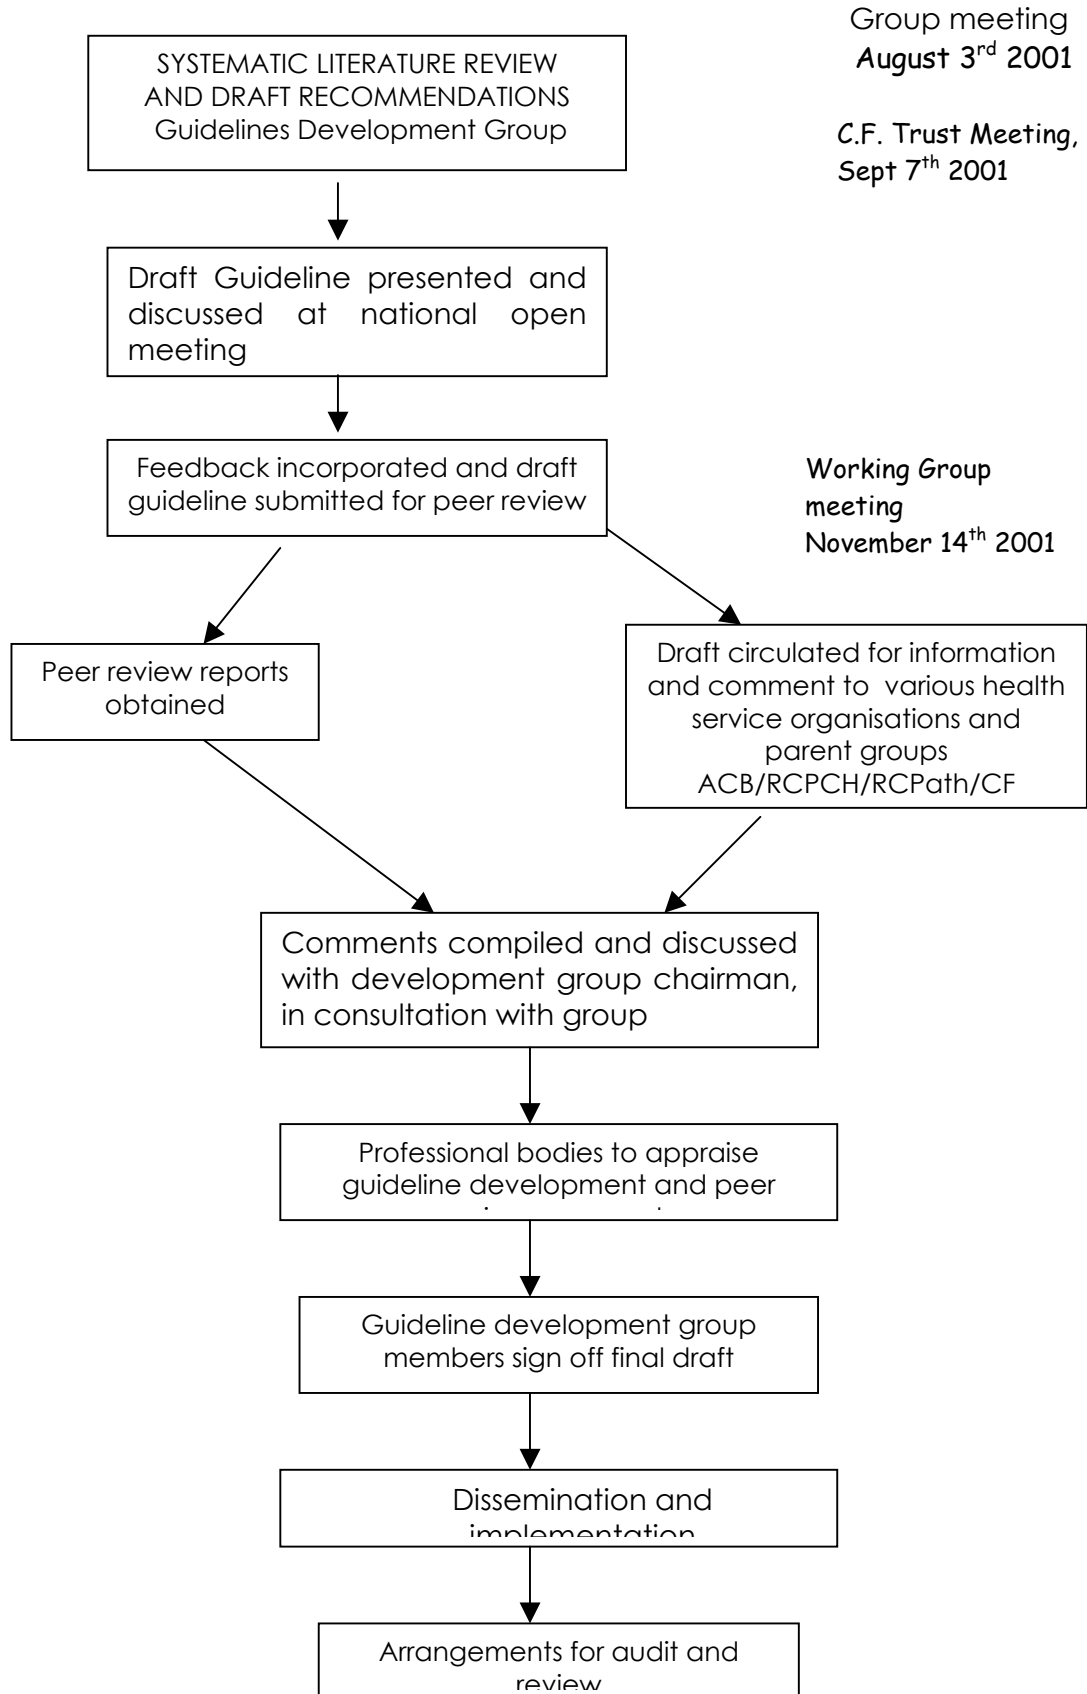 Group meeting
August 3rd 2001
SYSTEMATIC LITERATURE REVIEW
AND DRAFT RECOMMENDATIONS
Guidelines Development Group
C.F. Trust Meeting,
Sept 7th 2001
Draft Guideline presented and
discussed at national open
meeting
Feedback incorporated and draft
guideline submitted for peer review
Working Group
meeting
November 14th 2001
Peer review reports
obtained
Draft circulated for information
and comment to various health
service organisations and
parent groups
ACB/RCPCH/RCPath/CF
Comments compiled and discussed
with development group chairman,
in consultation with group
Professional bodies to appraise
guideline development and peer
Guideline development group
members sign off final draft
Dissemination and
implementation
Arrangements for audit and
review